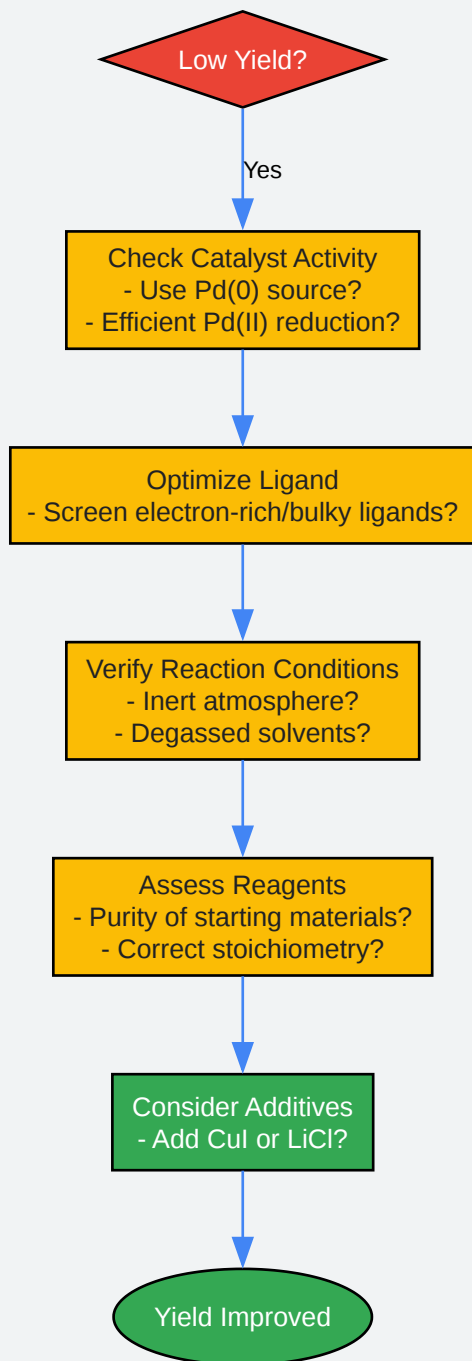 Low Yield?
Yes
Check Catalyst Activity
- Use Pd(0) source?
- Efficient Pd(II) reduction?
Optimize Ligand
- Screen electron-rich/bulky ligands?
Verify Reaction Conditions
- Inert atmosphere?
- Degassed solvents?
Assess Reagents
- Purity of starting materials?
- Correct stoichiometry?
Consider Additives
- Add CuI or LiCl?
Yield Improved